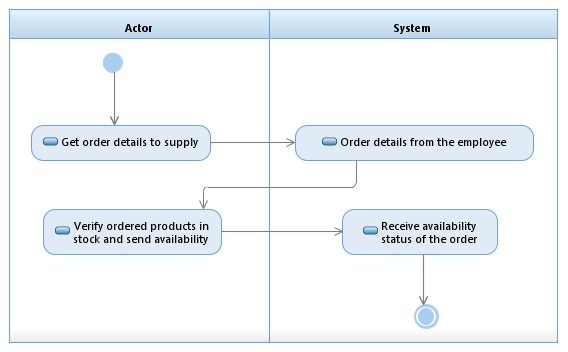 Actor
System
Get order details to supply
Order details from the employee
Verify ordered products in
stock and send availability
Receive availability
status of the order